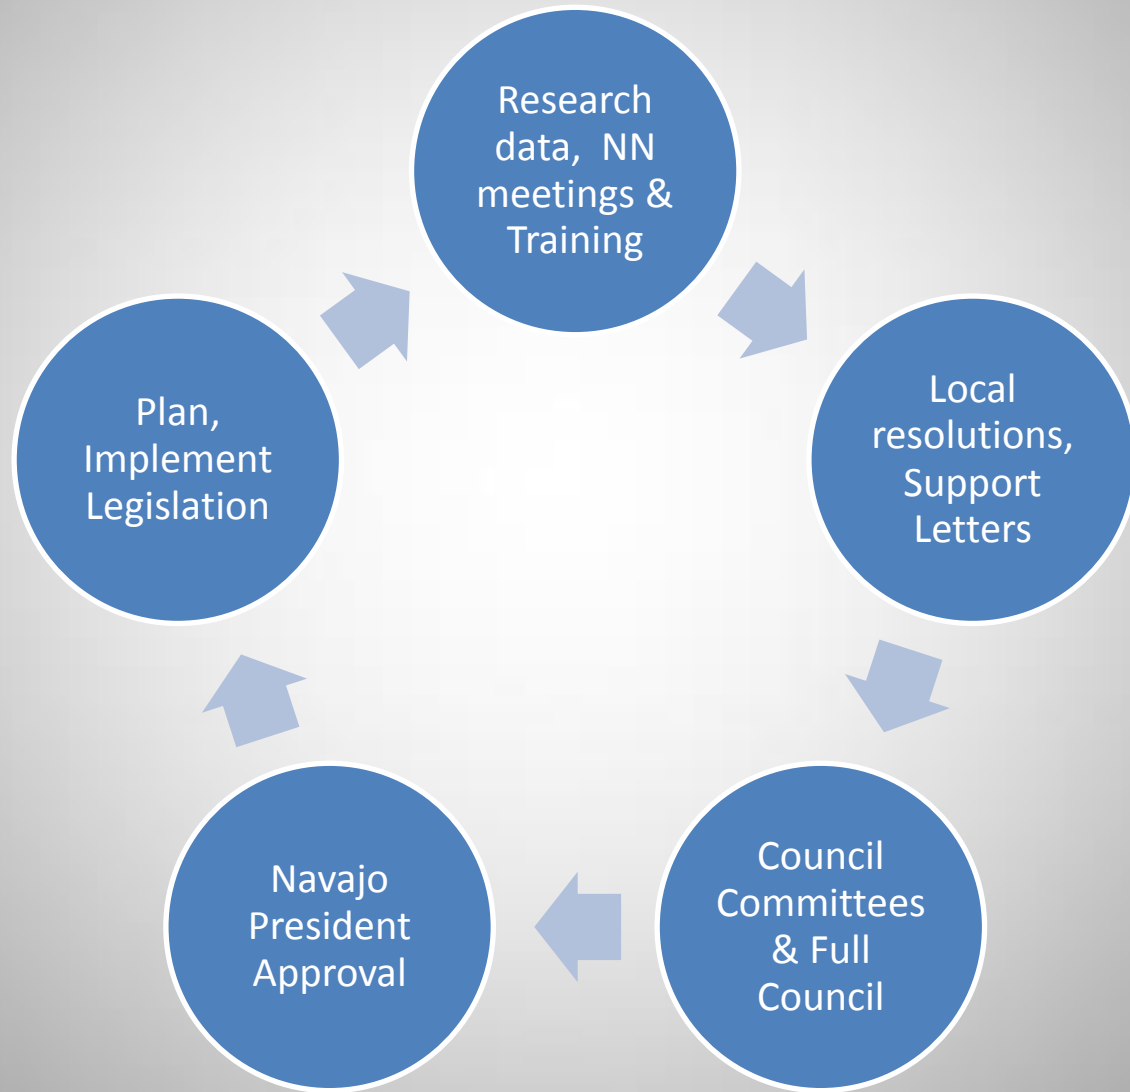 Research
data,  NN
meetings &
Training
Local
resolutions,
Support
Letters
Council
Committees
& Full
Council
Navajo
President
Approval
Plan,
Implement
Legislation